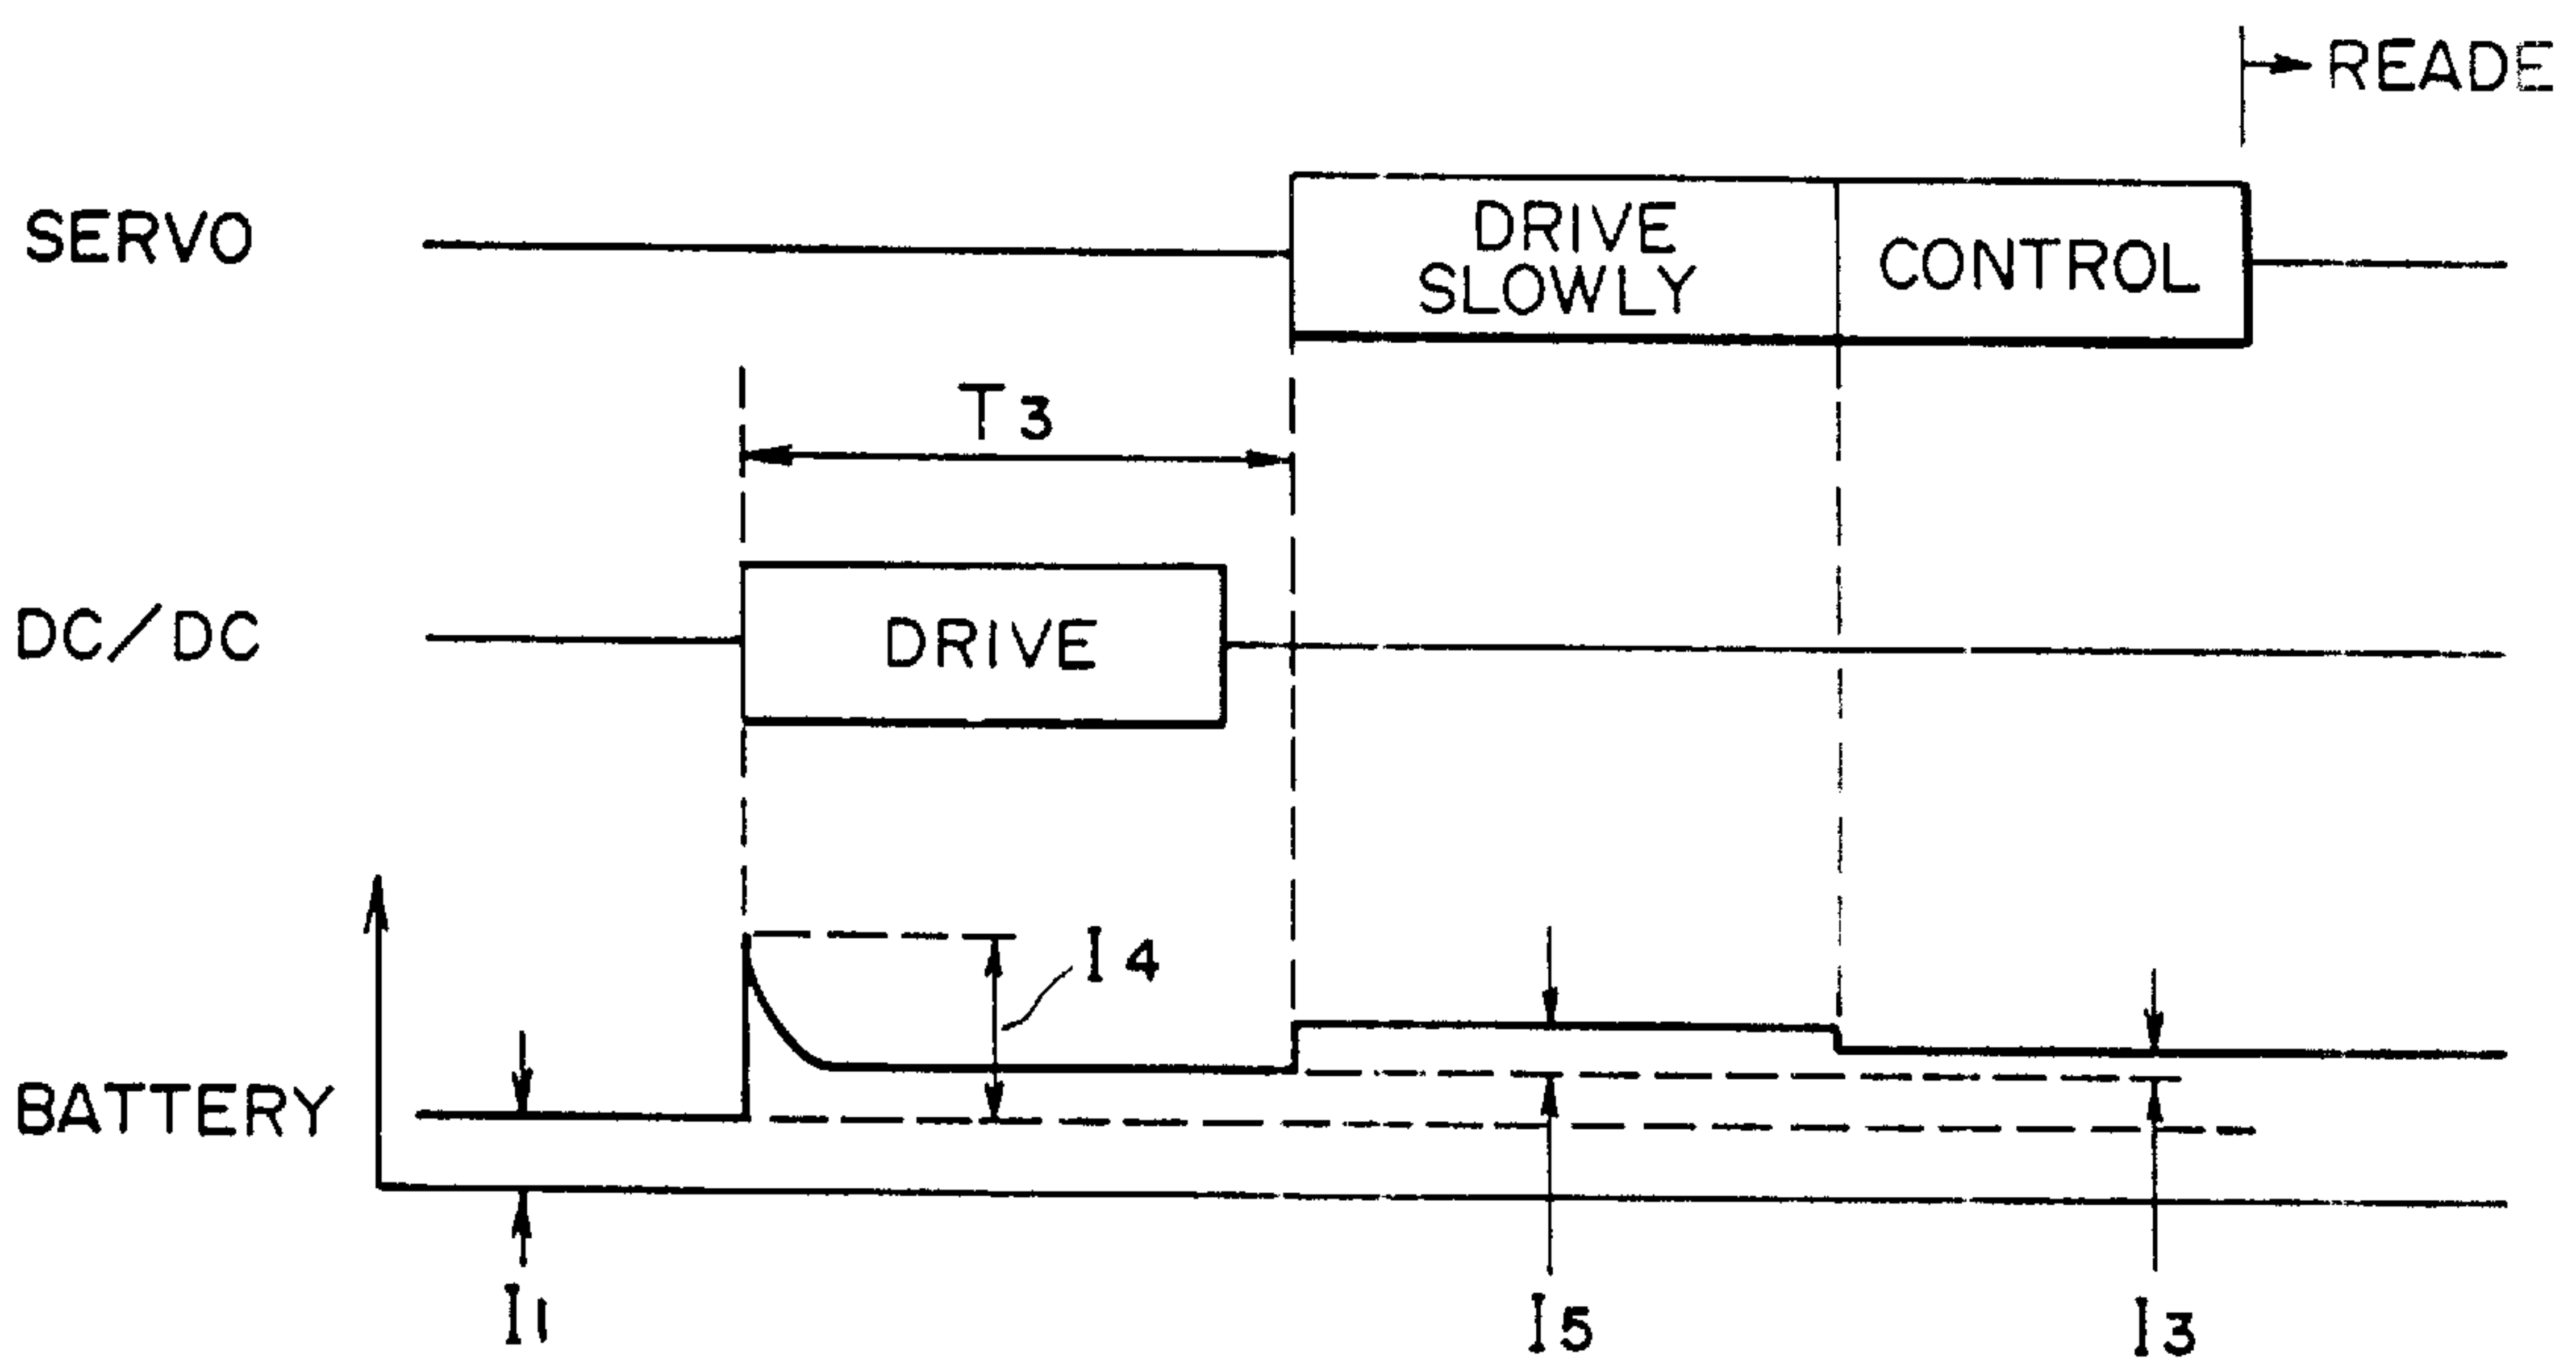 READE
SERVO
DRIVE
SLOWLY
CONTROL
T3
DC/DC
DRIVE
I4
BATTERY
I1
I5
I3